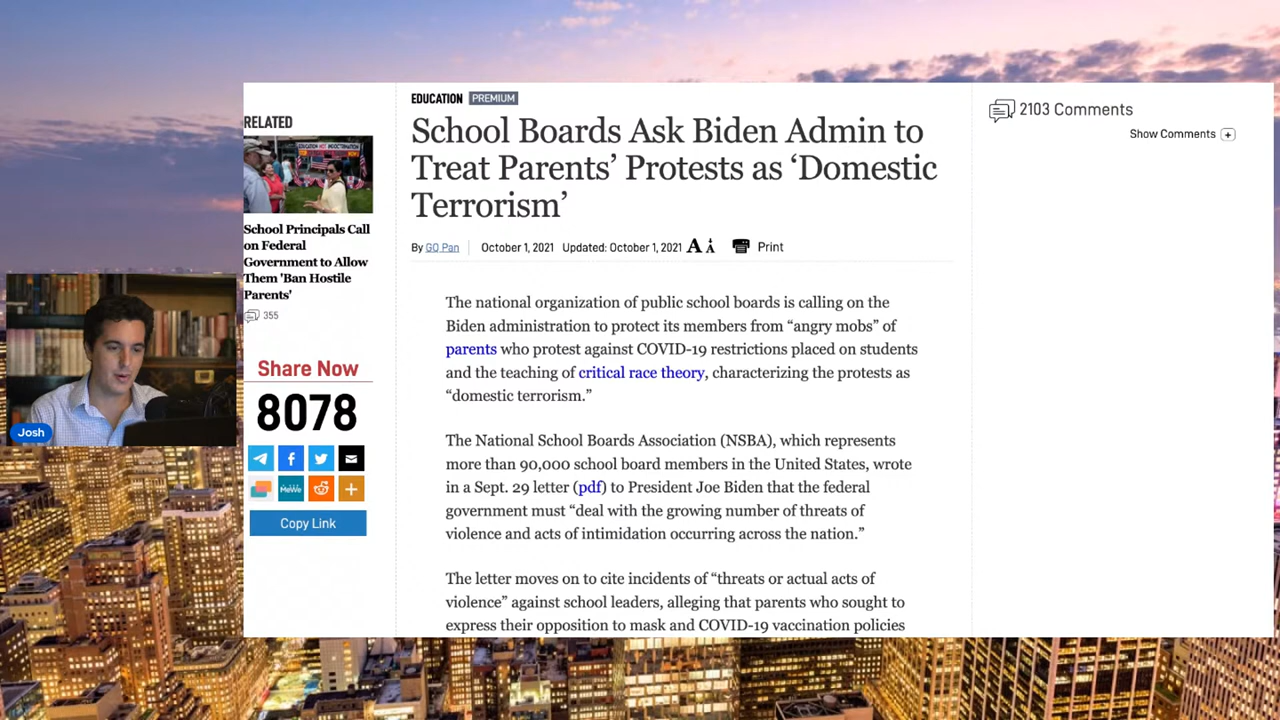 RELATED
School Principals Call
on Federal
Government to Allow
Them 'Ban Hostile
Parents'
355
Share Now
8078
MeWe
Copy Link
Josh
EDUCATION PREMIUM
School Boards Ask Biden Admin to
Treat Parents’ Protests as ‘Domestic
Terrorism’
By GQ Pan October 1, 2021 Updated: October 1, 2021 A A Print
The national organization of public school boards is calling on the
Biden administration to protect its members from “angry mobs” of
parents who protest against COVID-19 restrictions placed on students
and the teaching of critical race theory, characterizing the protests as
“domestic terrorism.”
The National School Boards Association (NSBA), which represents
more than 90,000 school board members in the United States, wrote
in a Sept. 29 letter (pdf) to President Joe Biden that the federal
government must “deal with the growing number of threats of
violence and acts of intimidation occurring across the nation.”
The letter moves on to cite incidents of “threats or actual acts of
violence” against school leaders, alleging that parents who sought to
express their opposition to mask and COVID-19 vaccination policies
2103 Comments
Show Comments +